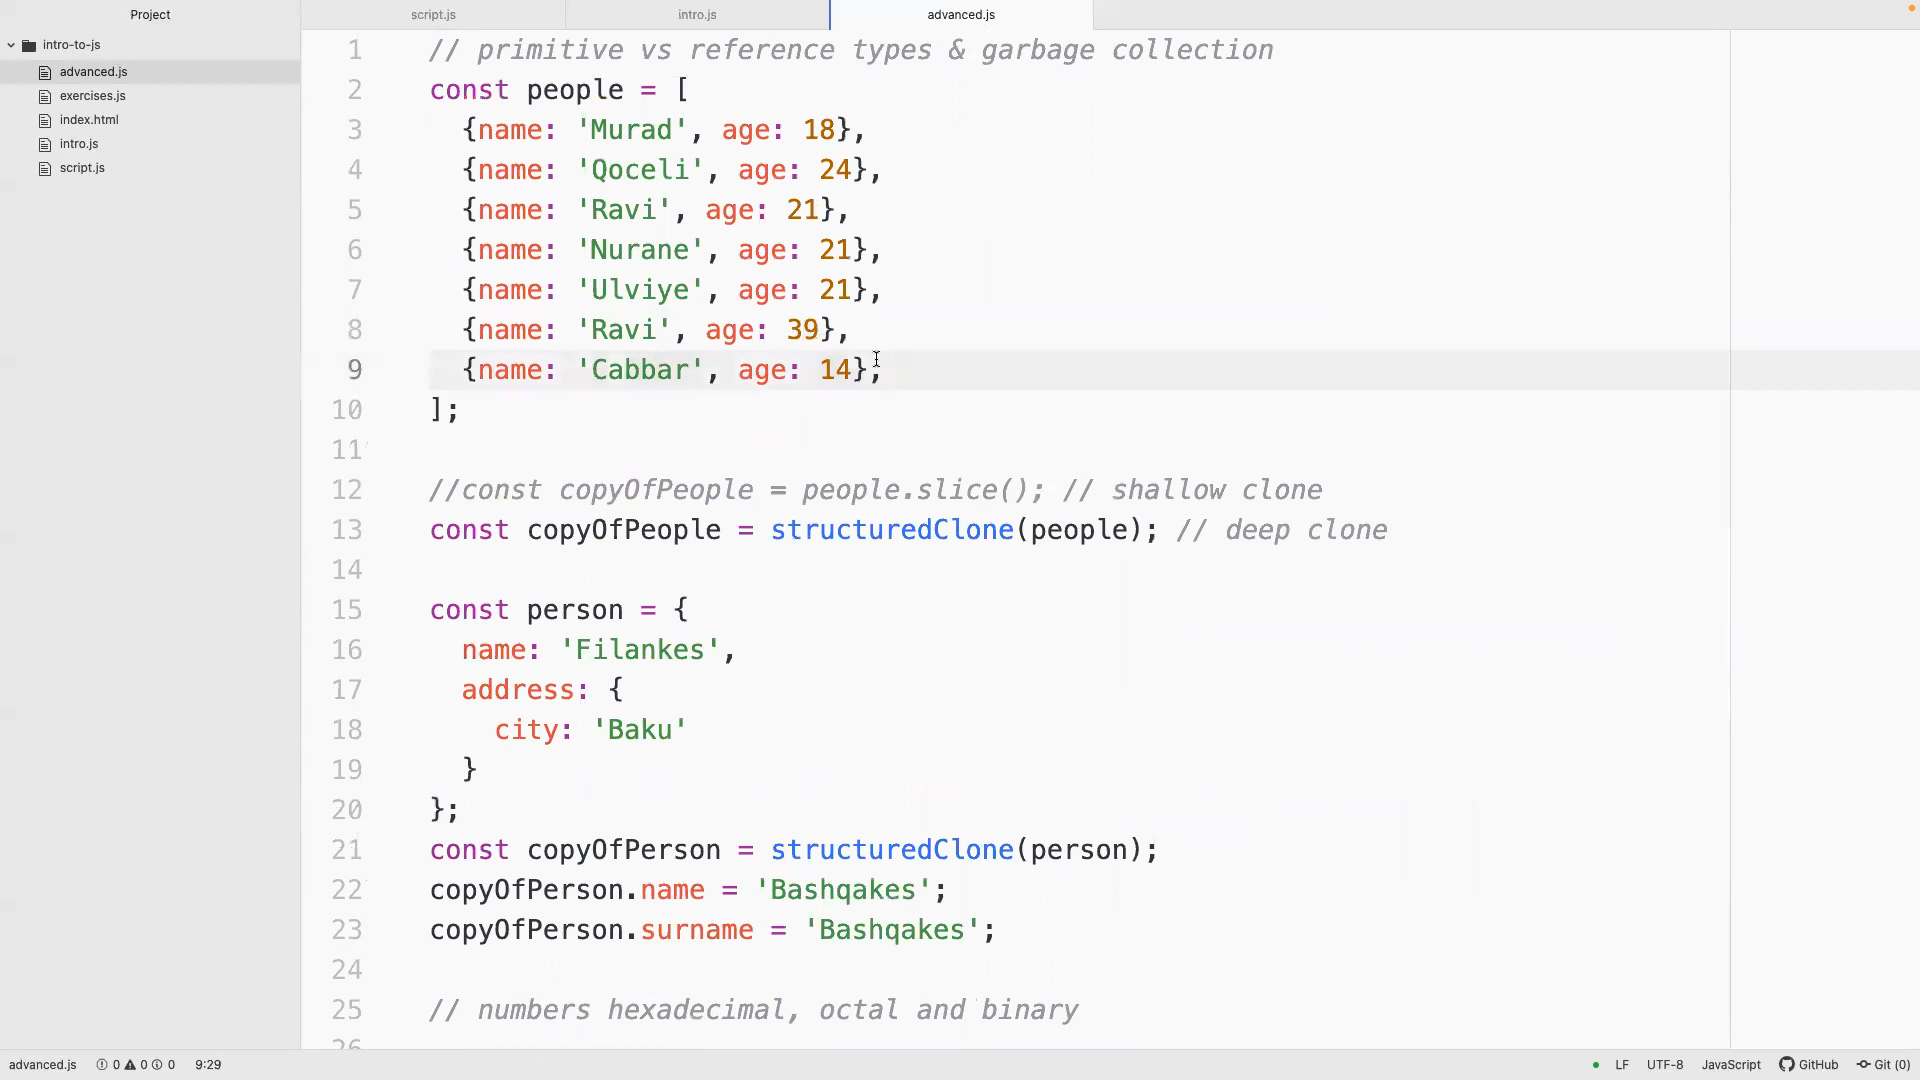 Project
script.js
intro.js
advanced.js
intro-to-js
advanced.js
exercises.js
index.html
intro.js
script.js
1 // primitive vs reference types & garbage collection
2 const people = [
3 {name: 'Murad', age: 18},
4 {name: 'Qoceli', age: 24},
5 {name: 'Ravi', age: 21},
6 {name: 'Nurane', age: 21},
7 {name: 'Ulviye', age: 21},
8 {name: 'Ravi', age: 39},
9 {name: 'Cabbar', age: 14},
10 ];
11
12 //const copyOfPeople = people.slice(); // shallow clone
13 const copyOfPeople = structuredClone(people); // deep clone
14
15 const person = {
16 name: 'Filankes',
17 address: {
18 city: 'Baku'
19 }
20 };
21 const copyOfPerson = structuredClone(person);
22 copyOfPerson.name = 'Bashqakes';
23 copyOfPerson.surname = 'Bashqakes';
24
25 // numbers hexadecimal, octal and binary
26
advanced.js 0 0 0 9:29 LF UTF-8 JavaScript GitHub Git (0)